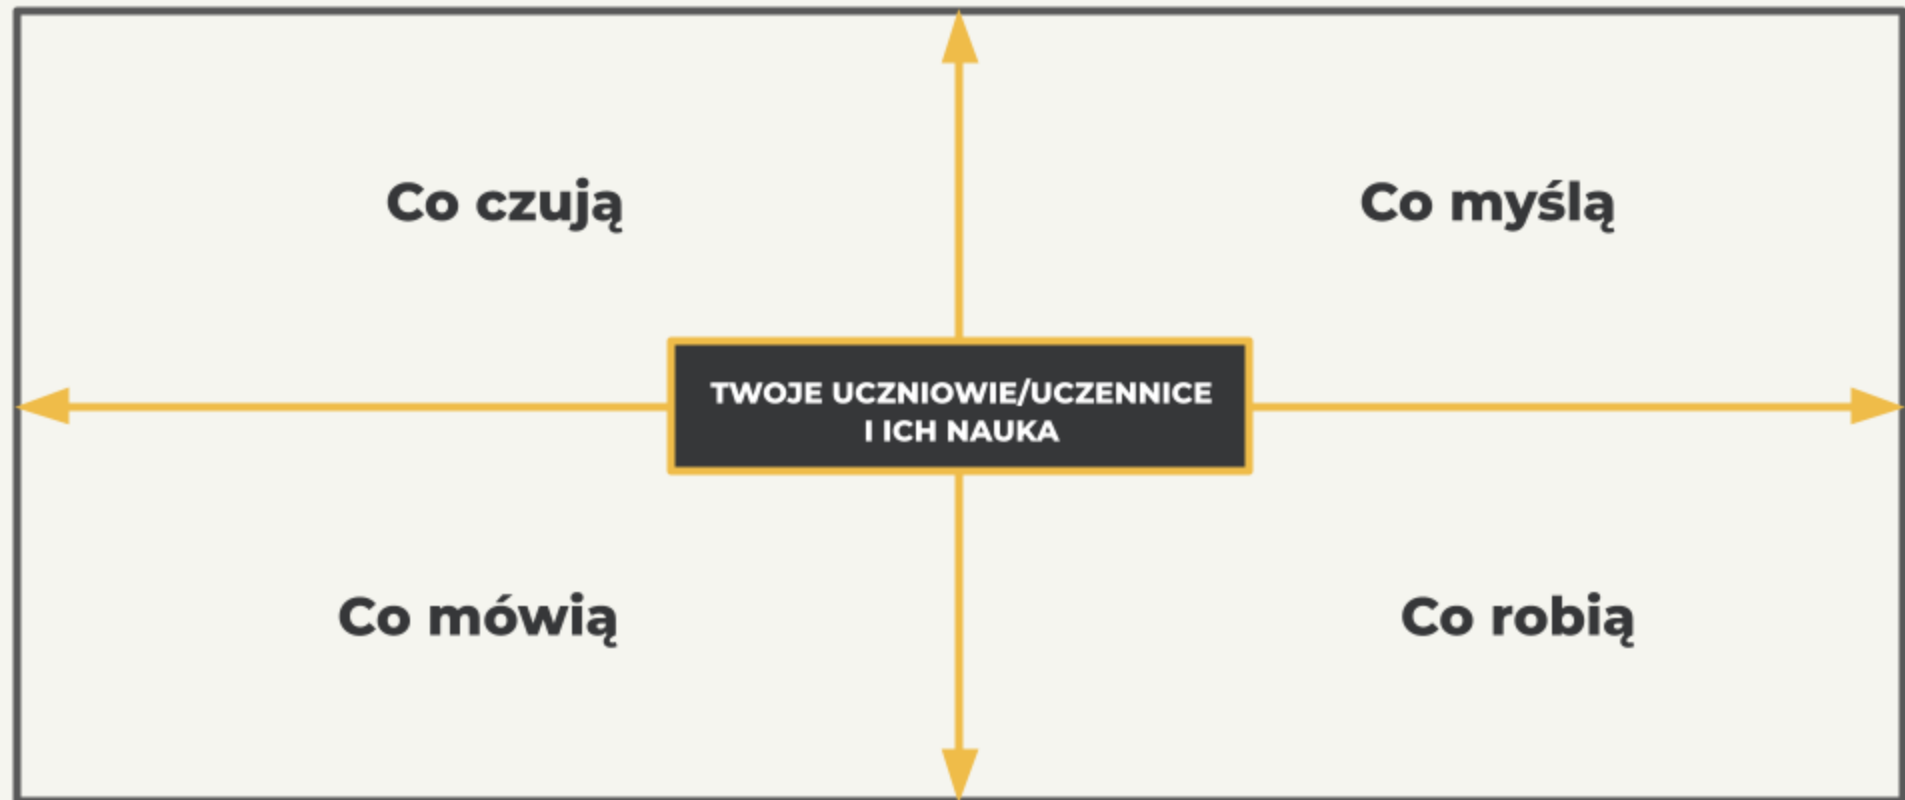 Co czują
Co myślą
TWOJE UCZNIOWIE/UCZENNICE
I ICH NAUKA
Co mówią
Co robią